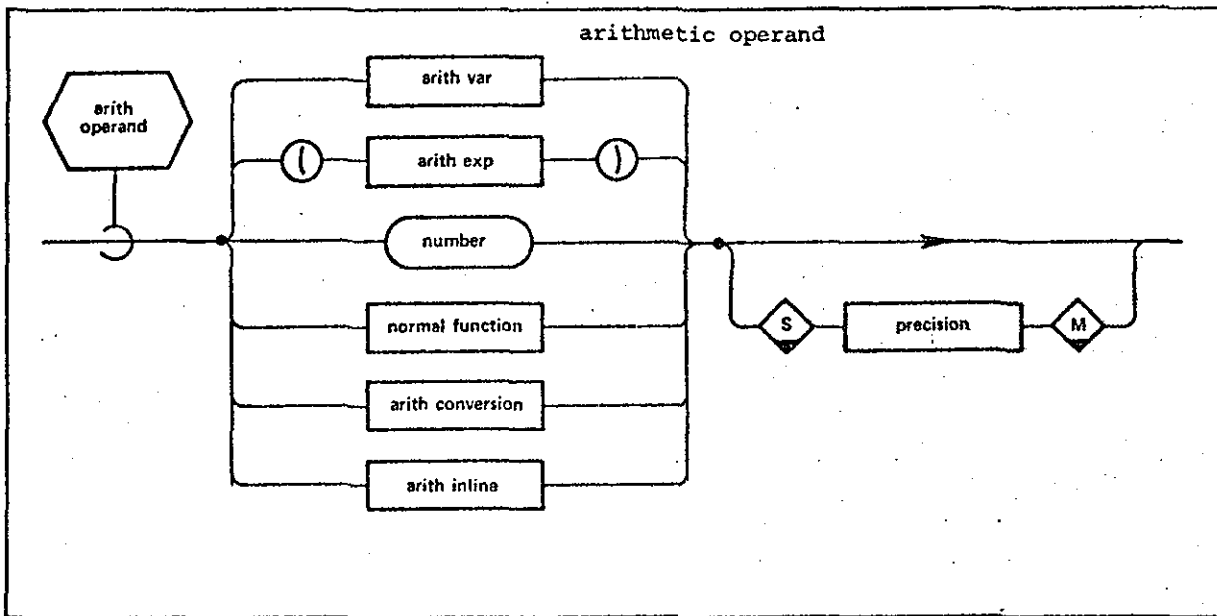 arithmetic operand
arith
operand
arith var
( arith exp )
number
normal function
S precision M
arith conversion
arith inline